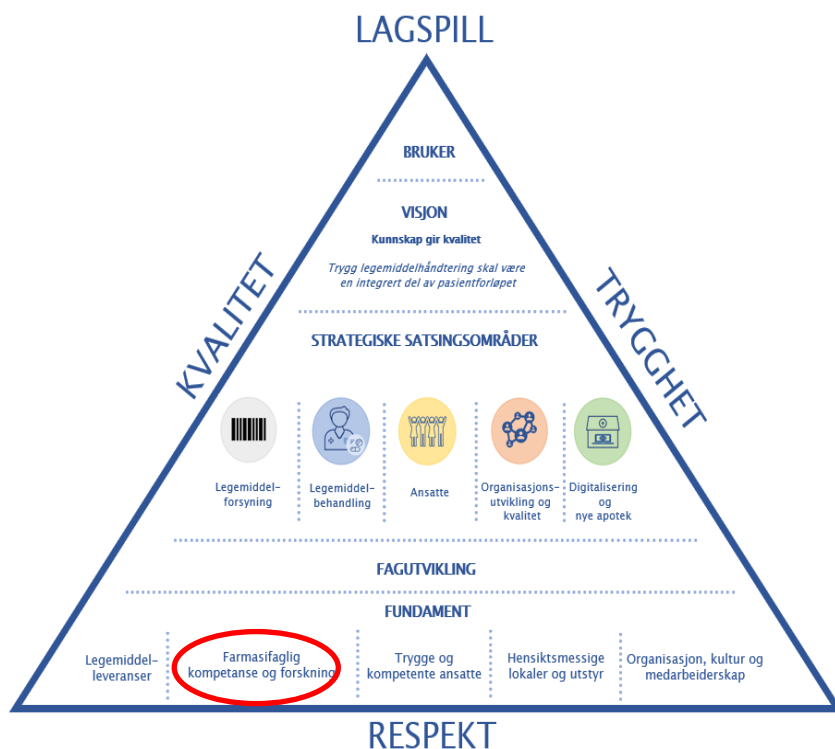 LAGSPILL
KVALITET
TRYGGHET
BRUKER
VISJON
Kunnskap gir kvalitet
Trygg legemiddelhåndtering skal være
en integrert del av pasientforløpet
STRATEGISKE SATSINGSOMRÅDER
Legemiddel-
forsyning
Legemiddel-
behandling
Ansatte
Organisasjons-
utvikling og
kvalitet
Digitalisering
og
nye apotek
FAGUTVIKLING
FUNDAMENT
Legemiddel-
leveranser
Farmasifaglig
kompetanse og forskning
Trygge og
kompetente ansatte
Hensiktsmessige
lokaler og utstyr
Organisasjon, kultur og
medarbeiderskap
RESPEKT